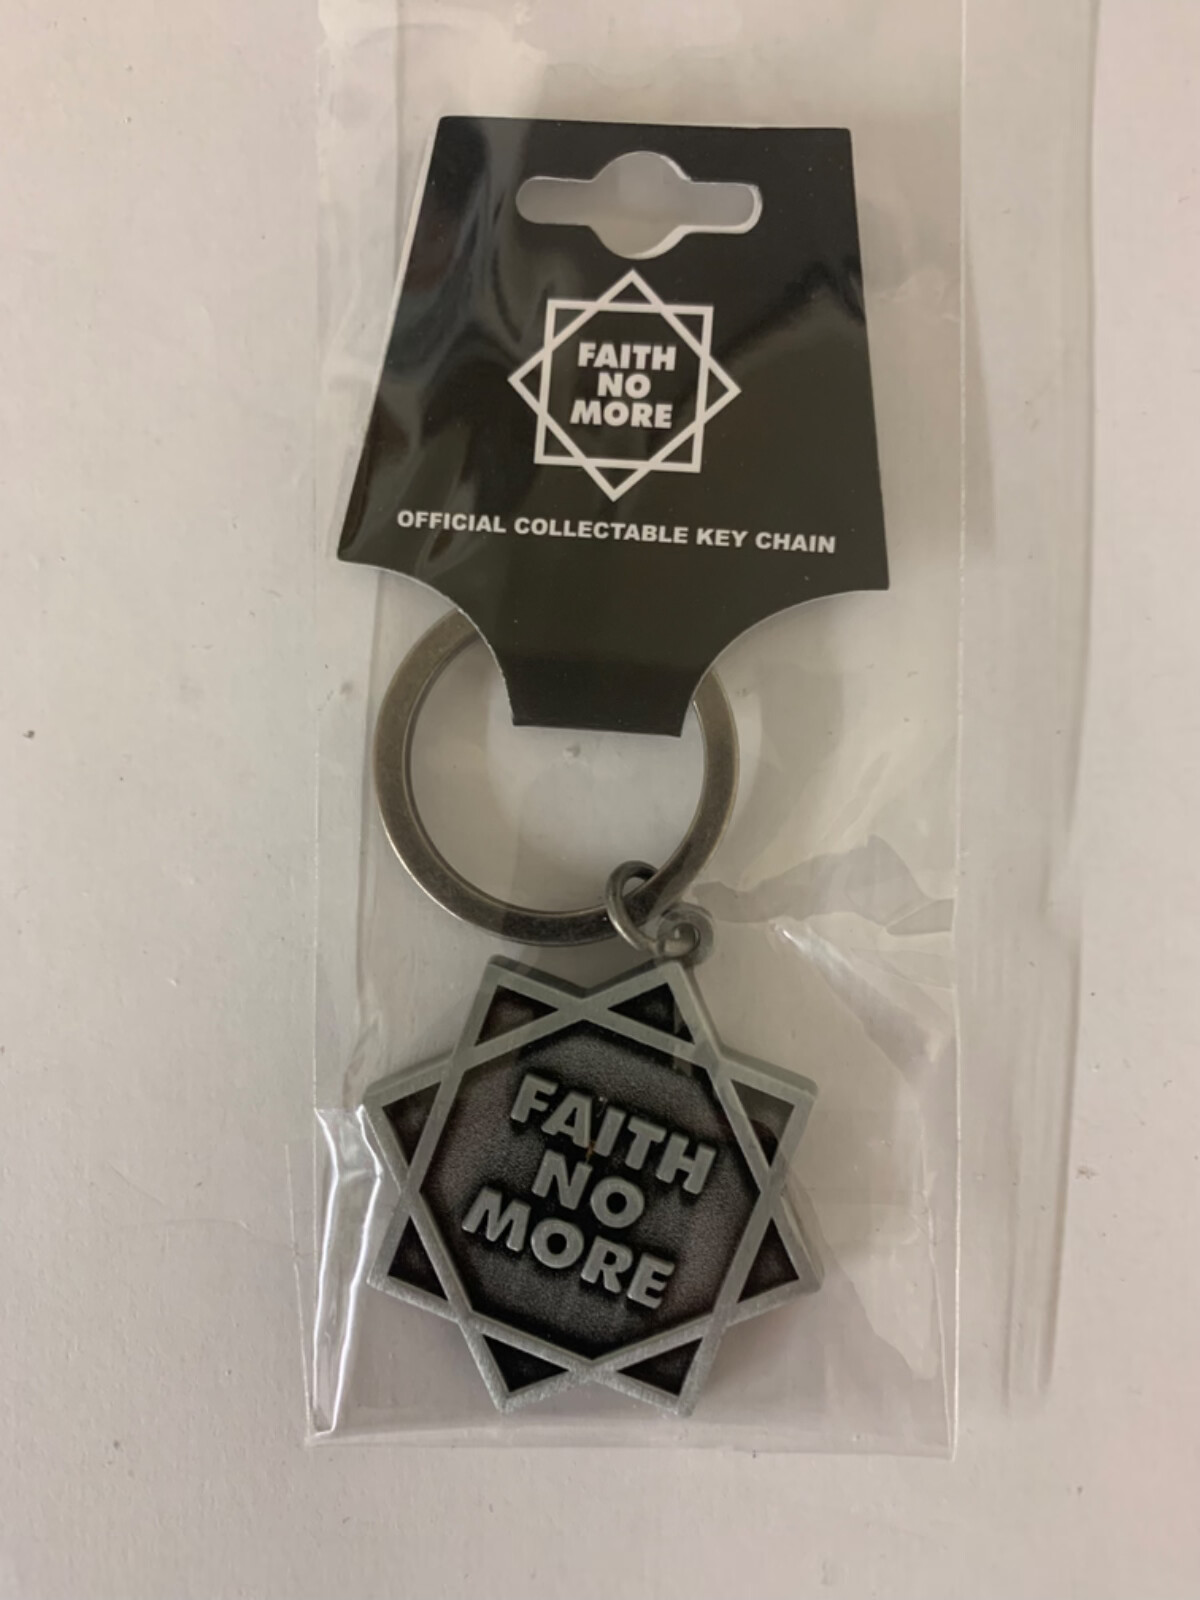 FAITH
NO
MORE
OFFICIAL COLLECTABLE KEY CHAIN
FAITH
NO
MORE